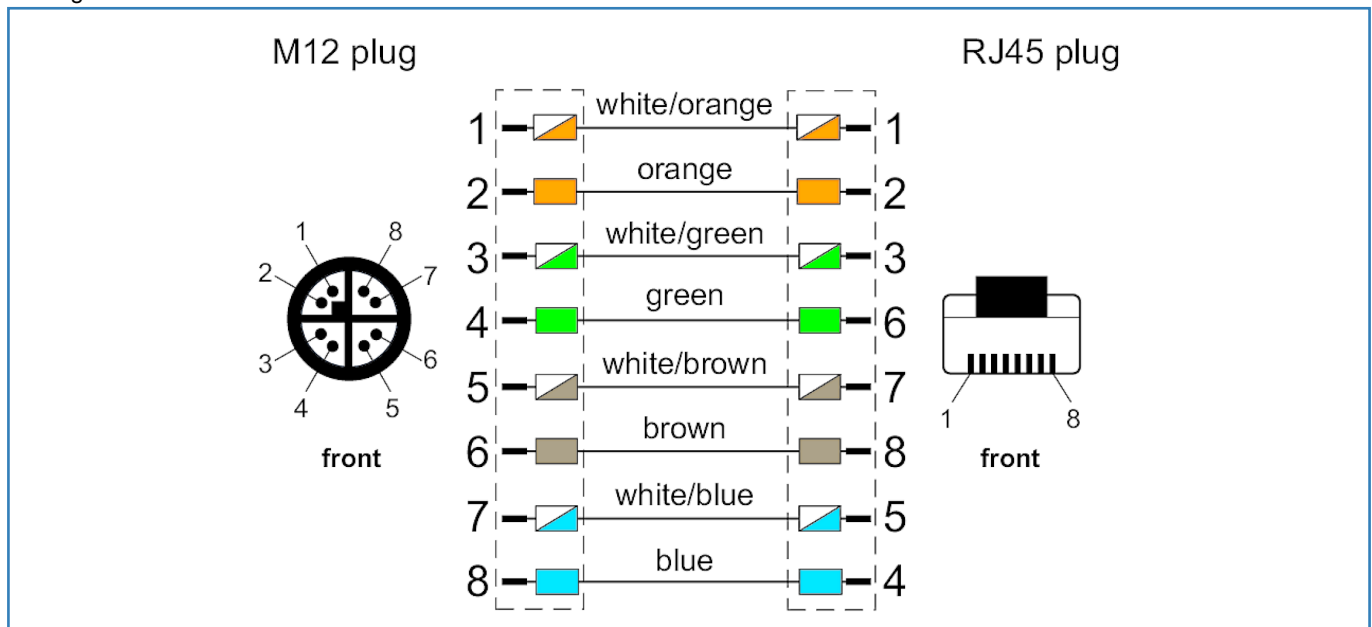 M12 plug
RJ45 plug
1 white/orange 1
2 orange 2
3 white/green 3
4 green 6
5 white/brown 7
6 brown 8
7 white/blue 5
8 blue 4
1 8
2 7
3 6
4 5
front
1 8
front